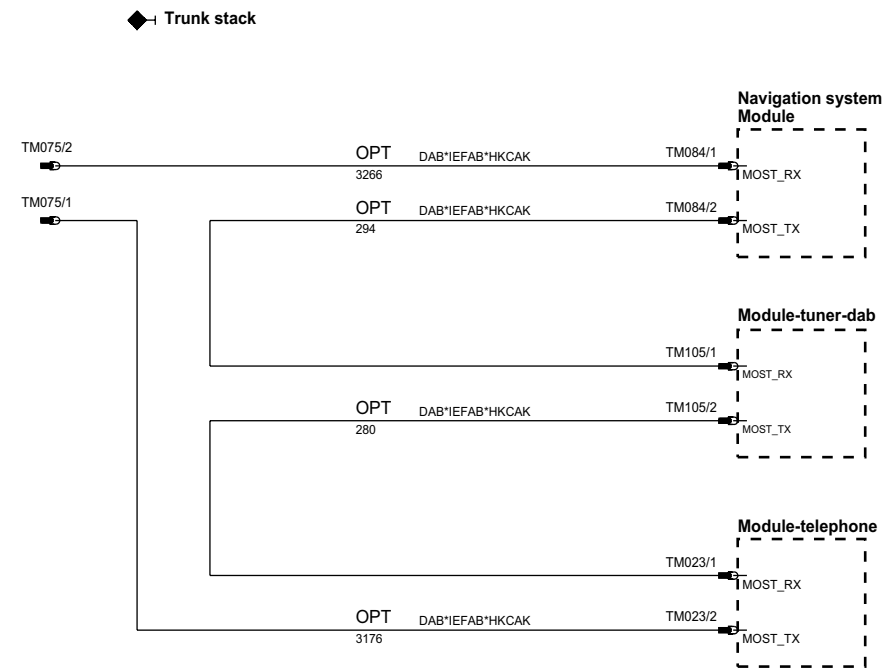 Trunk stack
Navigation system
Module
TM075/2
OPT
DAB*IEFAB*HKCAK
TM084/1
3266
MOST_RX
TM075/1
OPT
DAB*IEFAB*HKCAK
TM084/2
294
MOST_TX
Module-tuner-dab
TM105/1
MOST_RX
OPT
DAB*IEFAB*HKCAK
TM105/2
280
MOST_TX
Module-telephone
TM023/1
MOST_RX
OPT
DAB*IEFAB*HKCAK
TM023/2
3176
MOST_TX